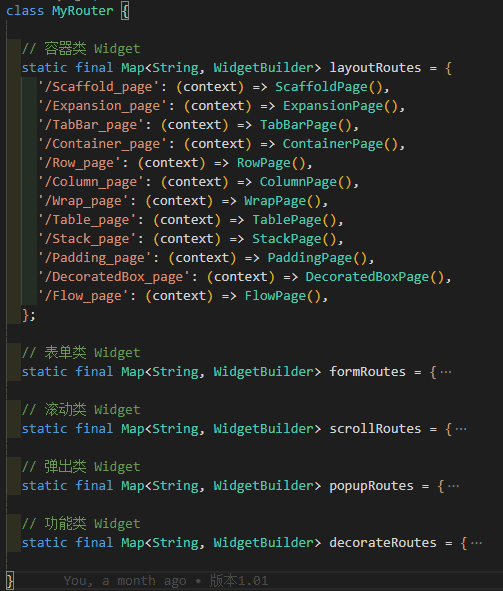 class MyRouter {
// 容器类 Widget
static final Map<String, WidgetBuilder> layoutRoutes = {
'/Scaffold_page': (context) => ScaffoldPage(),
'/Expansion_page': (context) => ExpansionPage(),
'/TabBar_page': (context) => TabBarPage(),
'/Container_page': (context) => ContainerPage(),
'/Row_page': (context) => RowPage(),
'/Column_page': (context) => ColumnPage(),
'/Wrap_page': (context) => WrapPage(),
'/Table_page': (context) => TablePage(),
'/Stack_page': (context) => StackPage(),
'/Padding_page': (context) => PaddingPage(),
'/DecoratedBox_page': (context) => DecoratedBoxPage(),
'/Flow_page': (context) => FlowPage(),
};
// 表单类 Widget
static final Map<String, WidgetBuilder> formRoutes = {⋯
// 滚动类 Widget
static final Map<String, WidgetBuilder> scrollRoutes = {⋯
// 弹出类 Widget
static final Map<String, WidgetBuilder> popupRoutes = {⋯
// 功能类 Widget
static final Map<String, WidgetBuilder> decorateRoutes = {⋯
} You, a month ago • 版本1.01